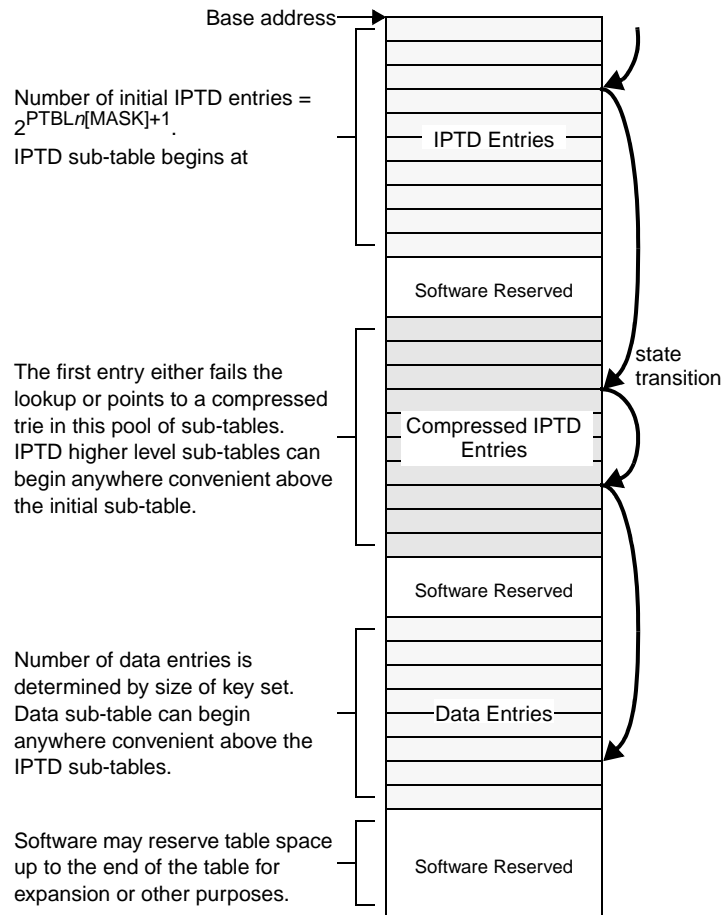 Base address
Number of initial IPTD entries =
2^PTBLn[MASK]+1.
IPTD sub-table begins at
IPTD Entries
Software Reserved
state
transition
The first entry either fails the
lookup or points to a compressed
trie in this pool of sub-tables.
IPTD higher level sub-tables can
begin anywhere convenient above
the initial sub-table.
Compressed IPTD
Entries
Software Reserved
Number of data entries is
determined by size of key set.
Data sub-table can begin
anywhere convenient above the
IPTD sub-tables.
Data Entries
Software may reserve table space
up to the end of the table for
expansion or other purposes.
Software Reserved